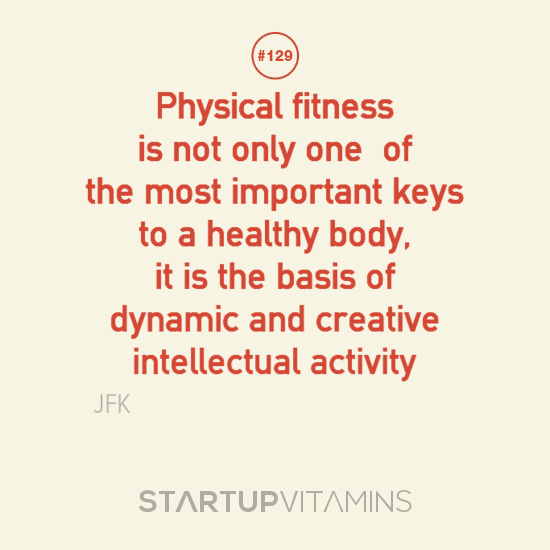 #129
Physical fitness
is not only one of
the most important keys
to a healthy body,
it is the basis of
dynamic and creative
intellectual activity
JFK
STARTUPVITAMINS